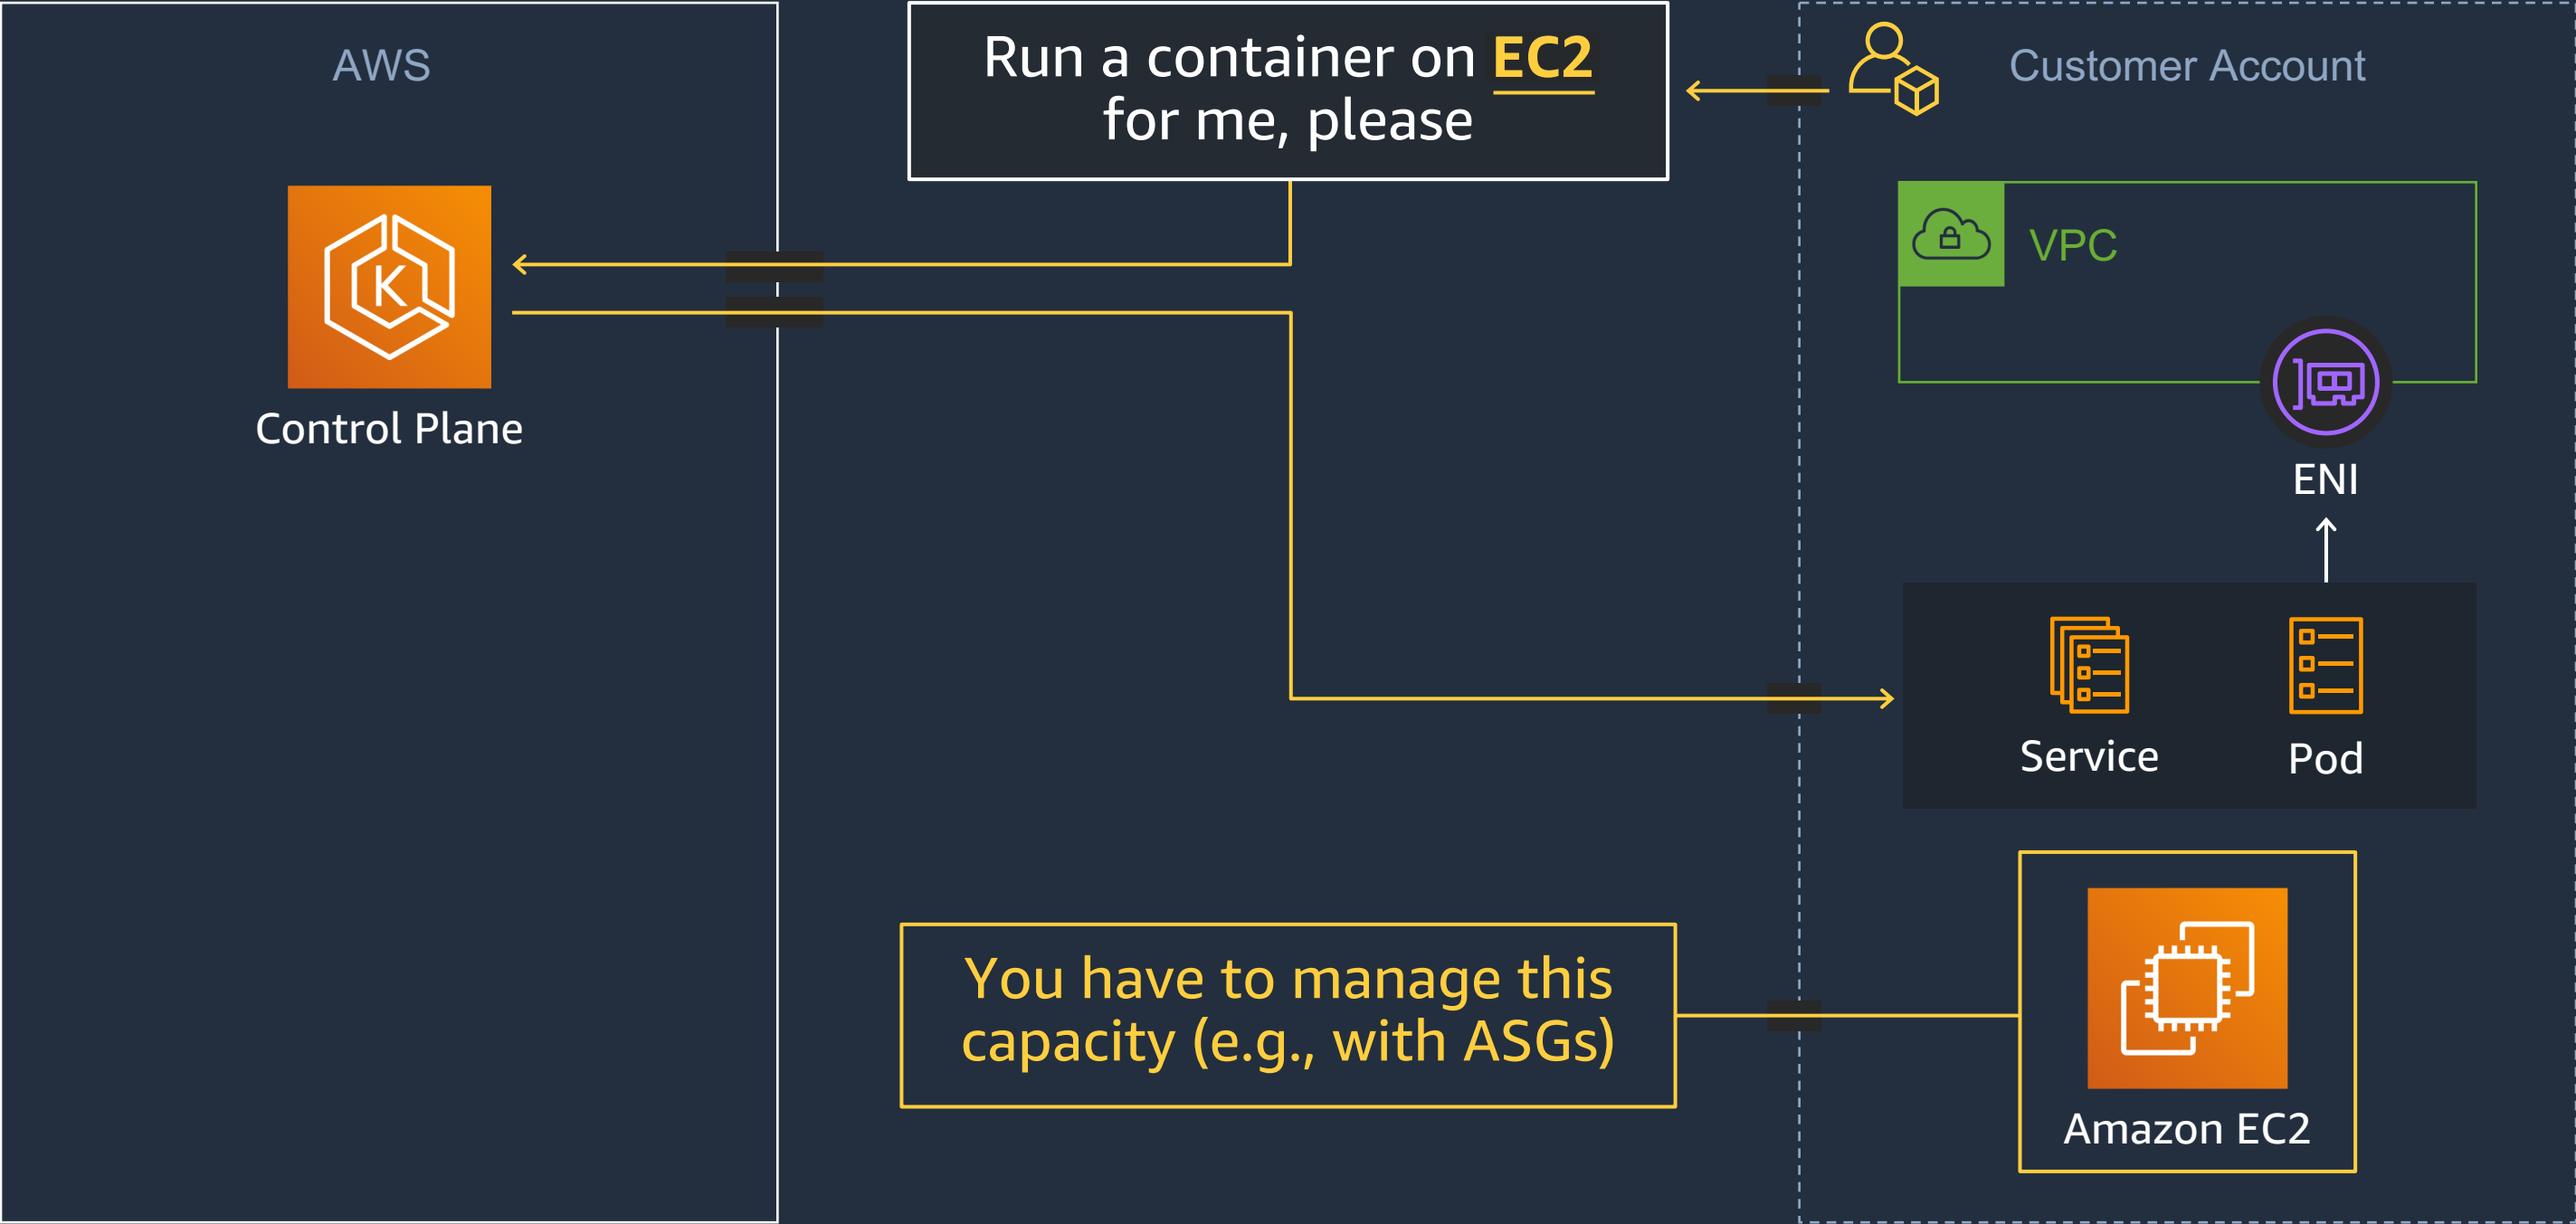 AWS
Run a container on EC2
for me, please
Customer Account
VPC
K
Control Plane
ENI
Service
Pod
You have to manage this
capacity (e.g., with ASGs)
Amazon EC2